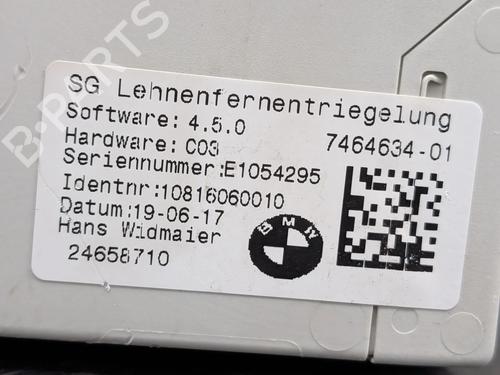 SG Lehnenfernentriegelung
Software: 4.5.0
Hardware: C03 7464634-01
Seriennummer:E1054295
Identnr:10816060010
Datum:19-06-17
Hans Widmaier
24658710
BMW
B-PARTS